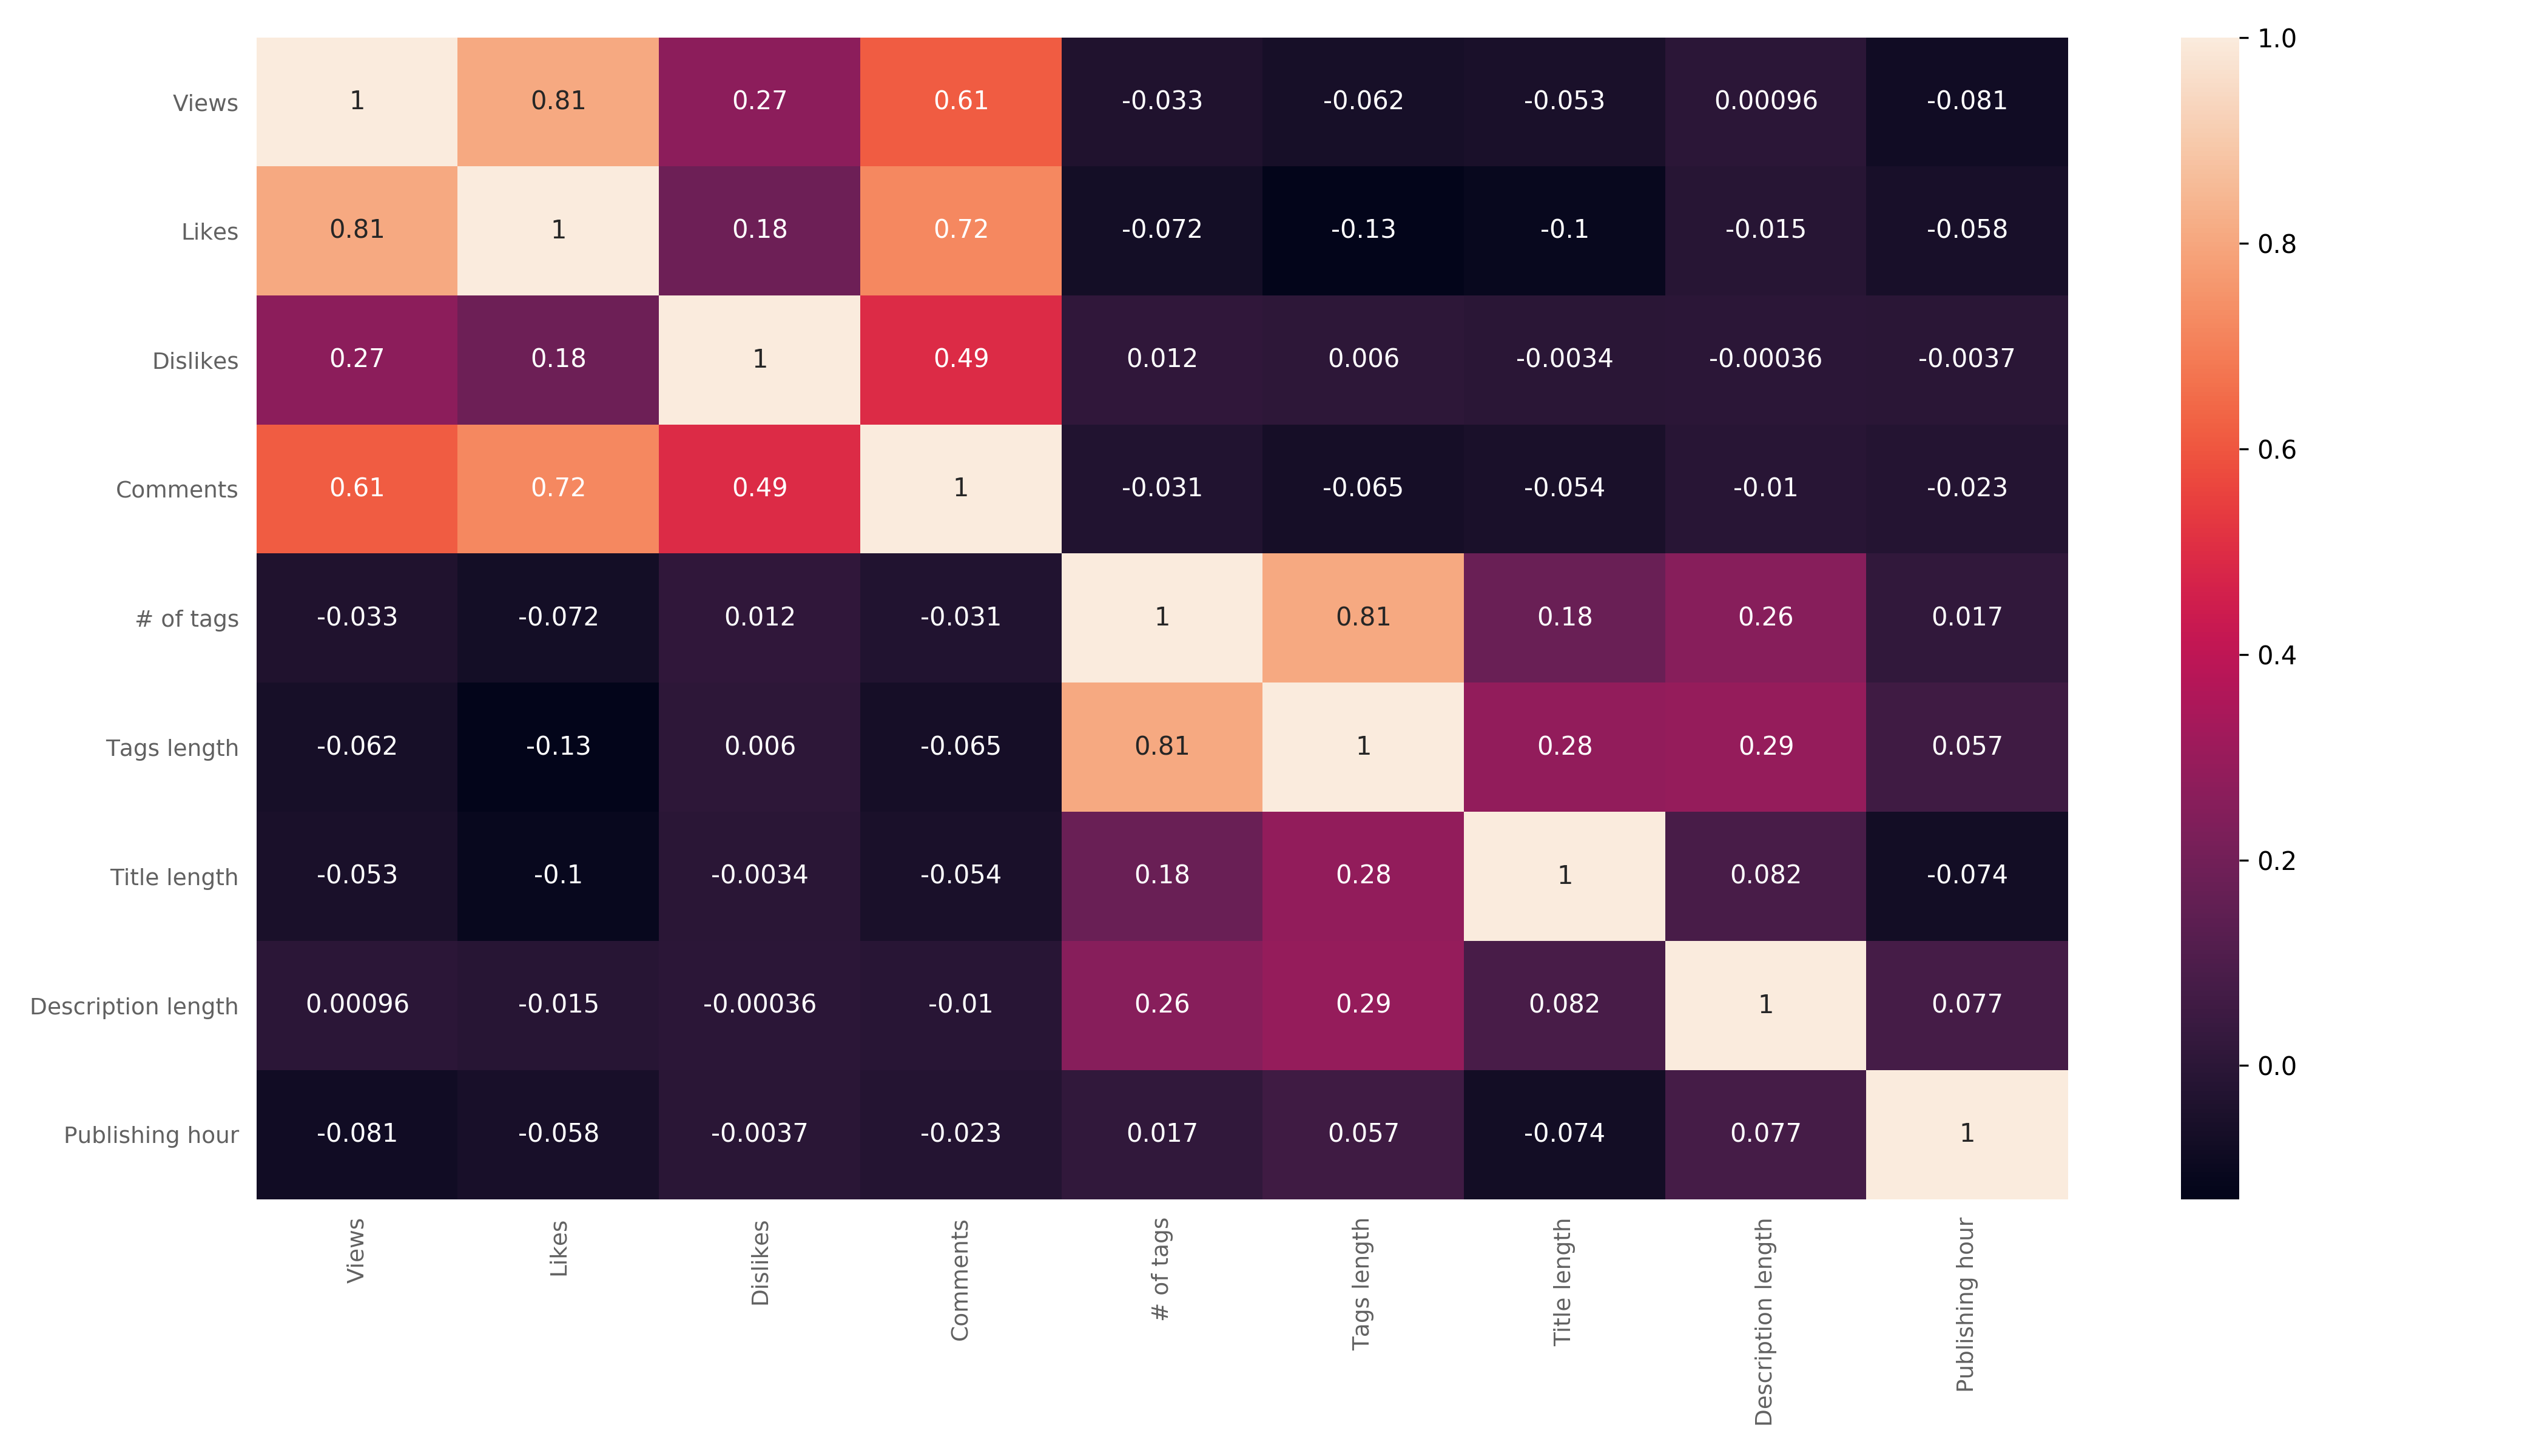 1.0
Views 1 0.81 0.27 0.61 -0.033 -0.062 -0.053 0.00096 -0.081
Likes 0.81 1 0.18 0.72 -0.072 -0.13 -0.1 -0.015 -0.058
0.8
Dislikes 0.27 0.18 1 0.49 0.012 0.006 -0.0034 -0.00036 -0.0037
0.6
Comments 0.61 0.72 0.49 1 -0.031 -0.065 -0.054 -0.01 -0.023
# of tags -0.033 -0.072 0.012 -0.031 1 0.81 0.18 0.26 0.017
0.4
Tags length -0.062 -0.13 0.006 -0.065 0.81 1 0.28 0.29 0.057
0.2
Title length -0.053 -0.1 -0.0034 -0.054 0.18 0.28 1 0.082 -0.074
Description length 0.00096 -0.015 -0.00036 -0.01 0.26 0.29 0.082 1 0.077
0.0
Publishing hour -0.081 -0.058 -0.0037 -0.023 0.017 0.057 -0.074 0.077 1
Views
Likes
Dislikes
Comments
# of tags
Tags length
Title length
Description length
Publishing hour